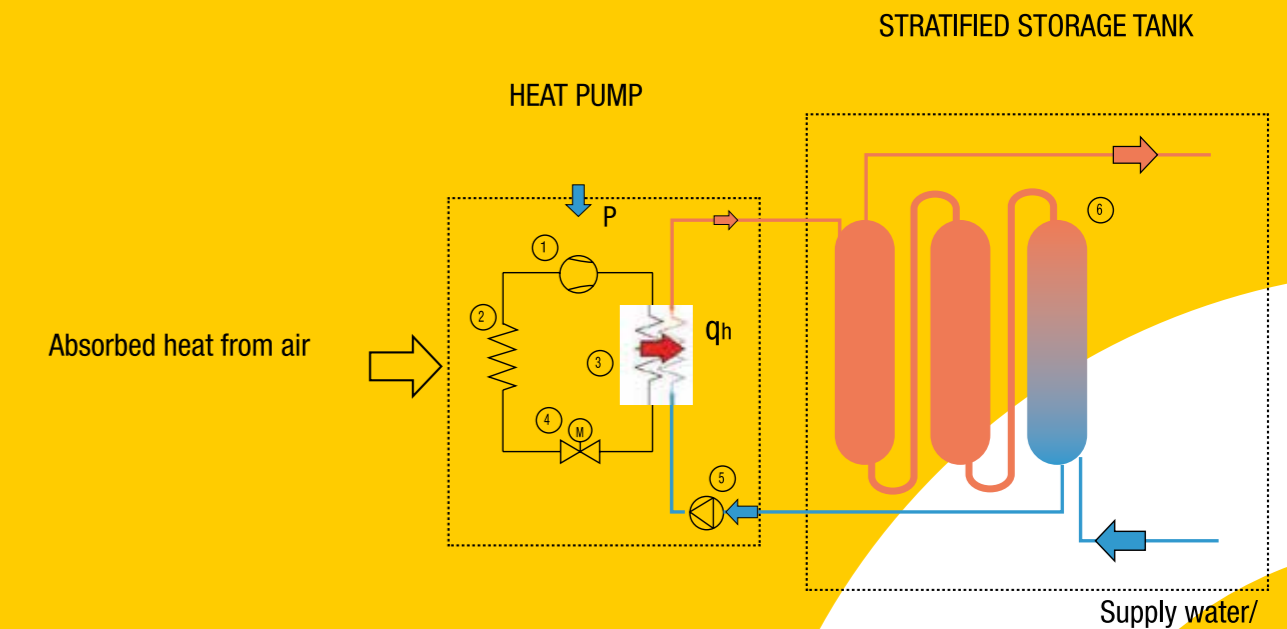 STRATIFIED STORAGE TANK
HEAT PUMP
P
1
6
2
qh
Absorbed heat from air
3
4
M
5
Supply water/